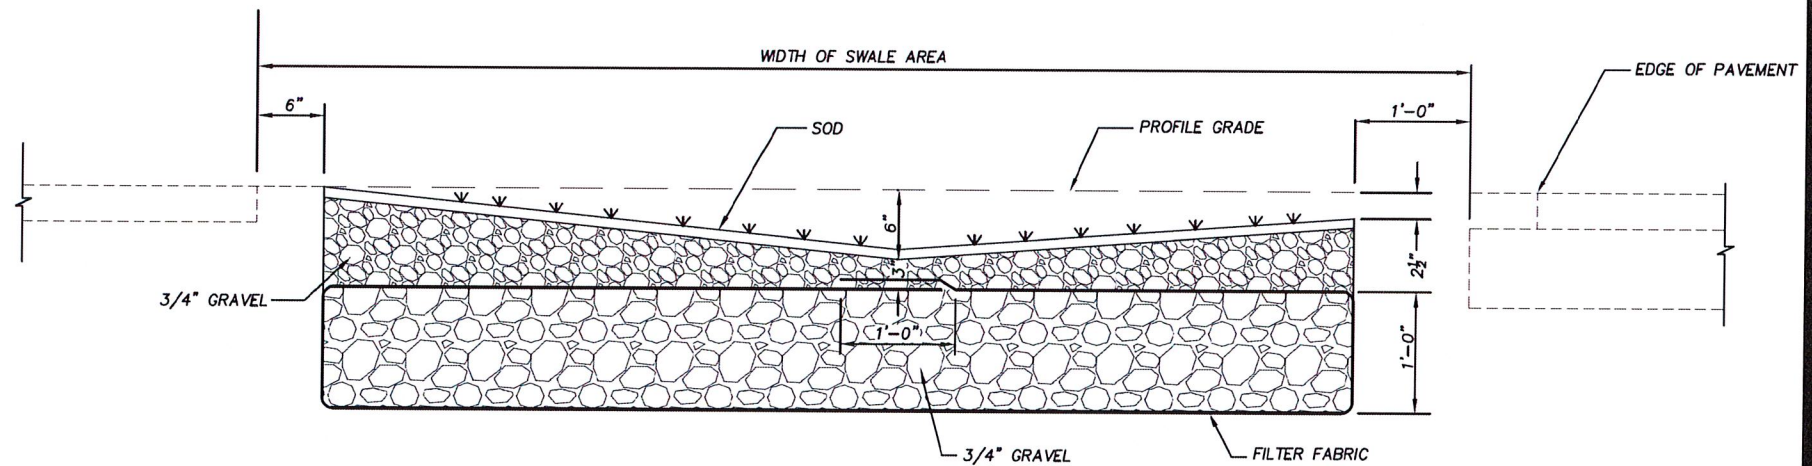 WIDTH OF SWALE AREA
EDGE OF PAVEMENT
6"
1'-0"
SOD
PROFILE GRADE
6"
3"
2½"
3/4" GRAVEL
1'-0"
1'-0"
3/4" GRAVEL
FILTER FABRIC